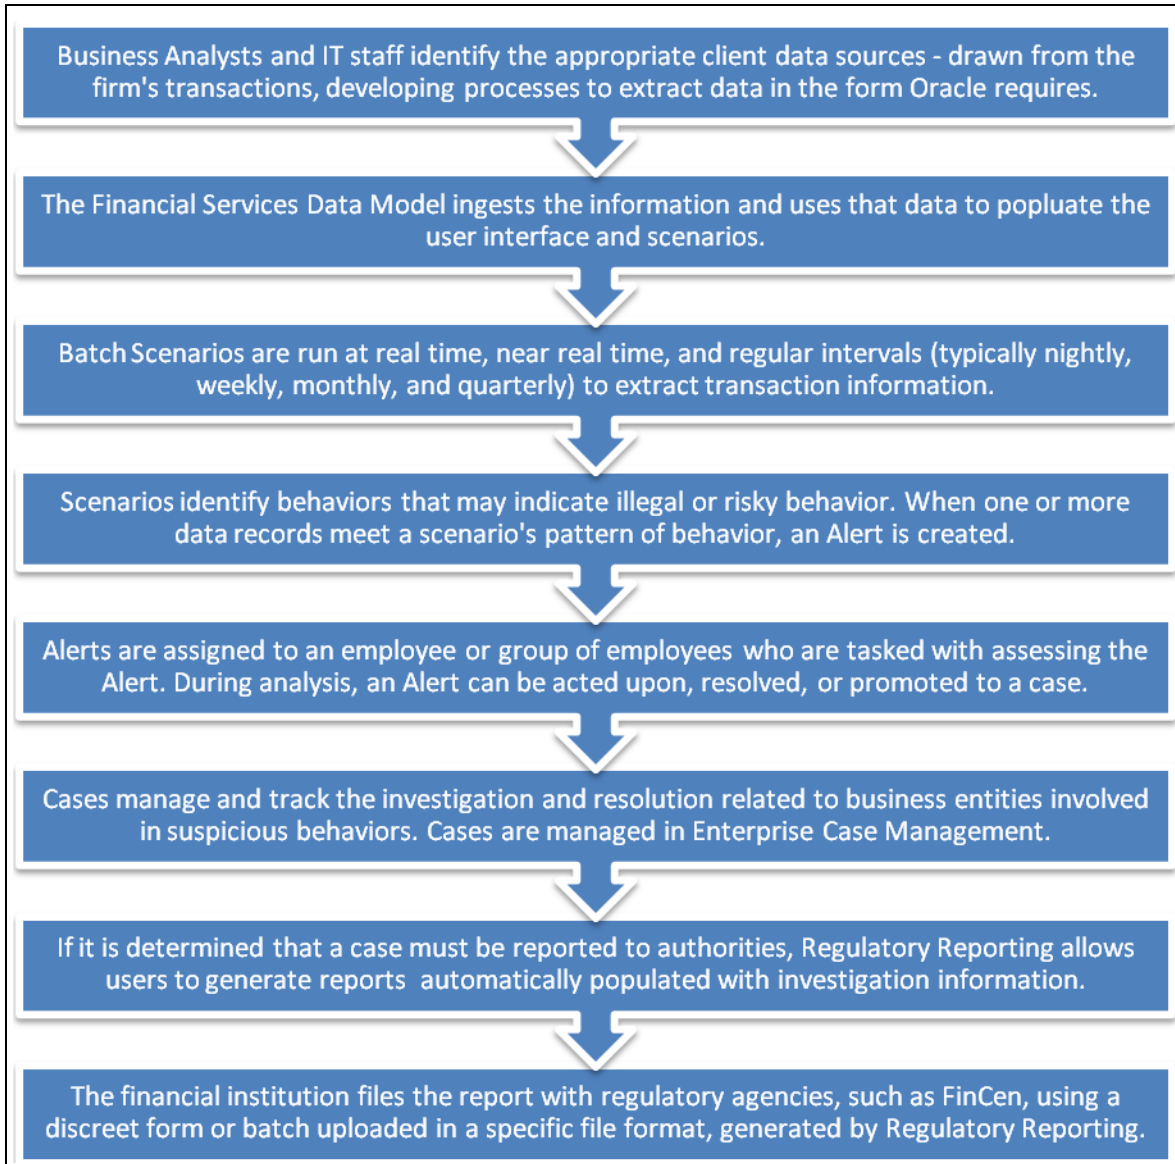 Business Analysts and IT staff identify the appropriate client data sources - drawn from the
firm's transactions, developing processes to extract data in the form Oracle requires.
The Financial Services Data Model ingests the information and uses that data to popluate the
user interface and scenarios.
Batch Scenarios are run at real time, near real time, and regular intervals (typically nightly,
weekly, monthly, and quarterly) to extract transaction information.
Scenarios identify behaviors that may indicate illegal or risky behavior. When one or more
data records meet a scenario's pattern of behavior, an Alert is created.
Alerts are assigned to an employee or group of employees who are tasked with assessing the
Alert. During analysis, an Alert can be acted upon, resolved, or promoted to a case.
Cases manage and track the investigation and resolution related to business entities involved
in suspicious behaviors. Cases are managed in Enterprise Case Management.
If it is determined that a case must be reported to authorities, Regulatory Reporting allows
users to generate reports  automatically populated with investigation information.
The financial institution files the report with regulatory agencies, such as FinCen, using a
discreet form or batch uploaded in a specific file format, generated by Regulatory Reporting.